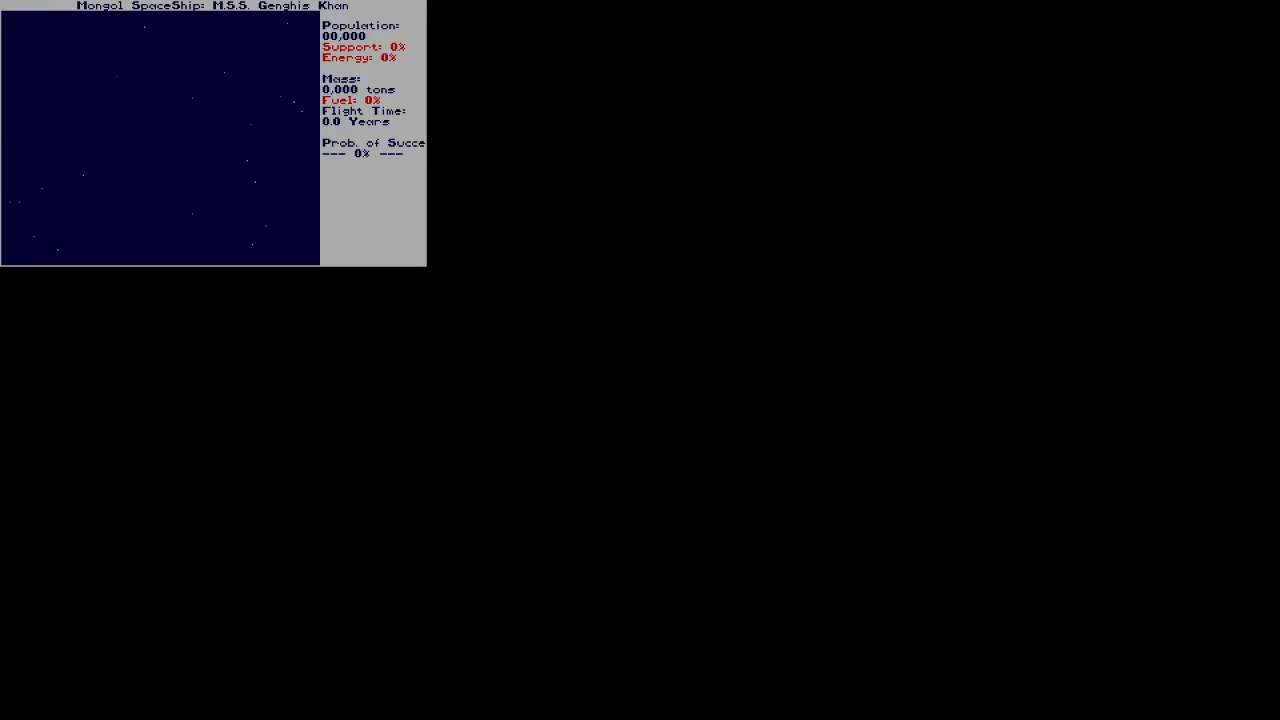 Mongol SpaceShip: M.S.S. Genghis Khan
Population:
00,000
Support: 0%
Energy: 0%
Mass:
0,000 tons
Fuel: 0%
Flight Time:
0.0 Years
Prob. of Succe
--- 0% ---